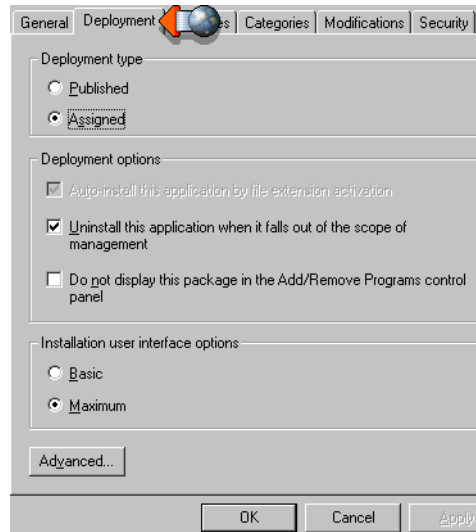 General Deployment Categories Modifications Security
Deployment type
Published
Assigned
Deployment options
Auto-install this application by file extension activation
Uninstall this application when it falls out of the scope of
management
Do not display this package in the Add/Remove Programs control
panel
Installation user interface options
Basic
Maximum
Advanced...
OK Cancel Apply